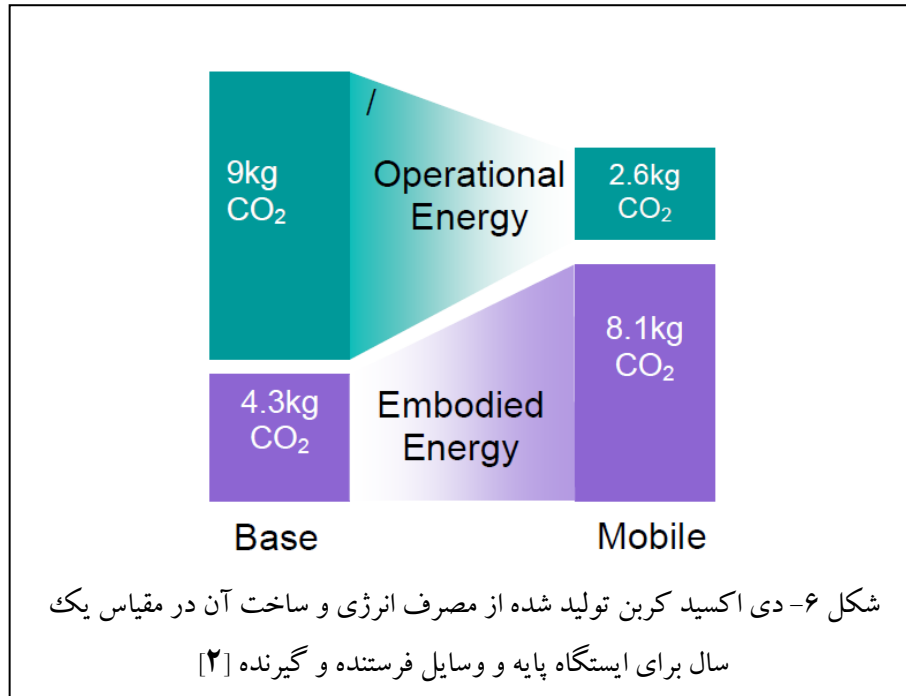 /
9kg
CO₂
Operational
Energy
2.6kg
CO₂
4.3kg
CO₂
Embodied
Energy
8.1kg
CO₂
Base
Mobile
شکل ۶- دی اکسید کربن تولید شده از مصرف انرژی و ساخت آن در مقیاس یک
سال برای ایستگاه پایه و وسایل فرستنده و گیرنده [۲]